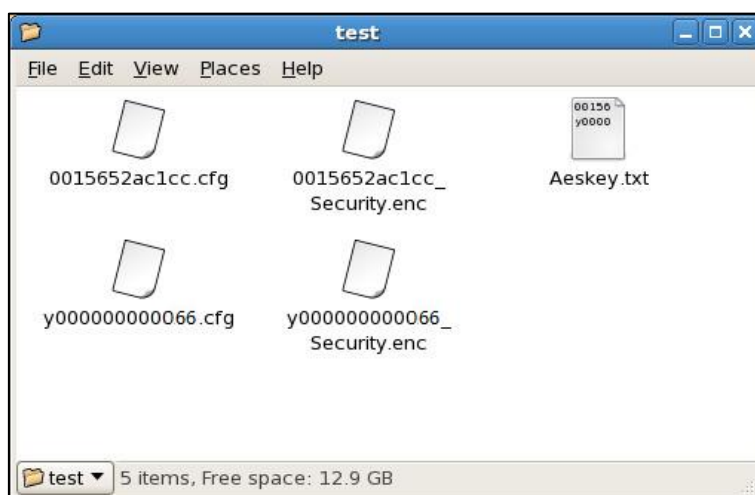 test
File Edit View Places Help
00156
y0000
0015652ac1cc.cfg 0015652ac1cc_ Aeskey.txt
Security.enc
y000000000066.cfg y000000000066_
Security.enc
test 5 items, Free space: 12.9 GB